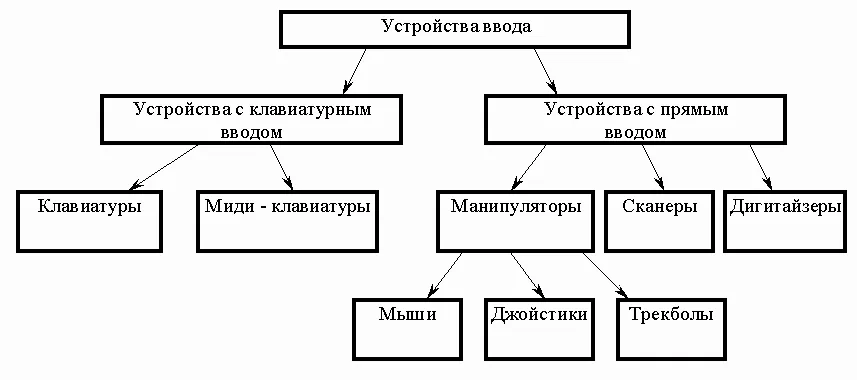 Устройства ввода
Устройства с клавиатурным
вводом
Устройства с прямым
вводом
Клавиатуры
Миди - клавиатуры
Манипуляторы
Сканеры
Дигитайзеры
Мыши
Джойстики
Трекболы